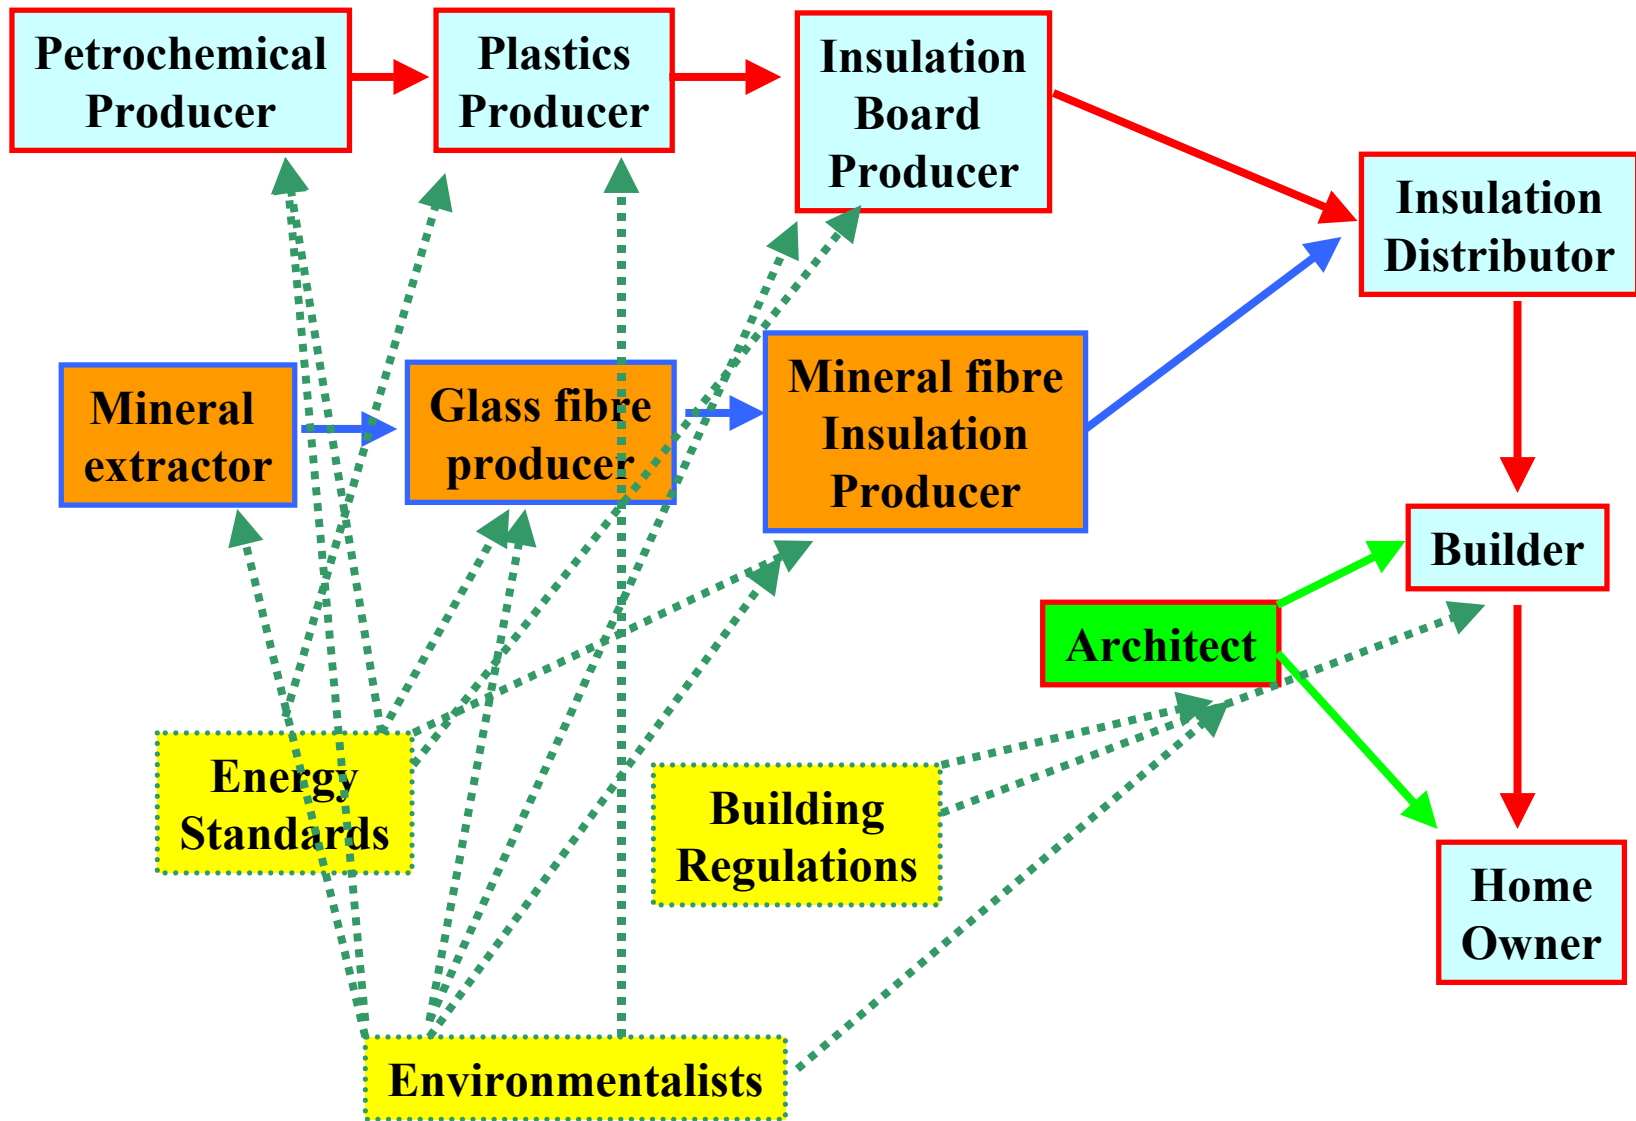 Petrochemical
Producer
Plastics
Producer
Insulation
Board
Producer
Insulation
Distributor
Mineral
extractor
Glass fibre
producer
Mineral fibre
Insulation
Producer
Builder
Architect
Energy
Standards
Building
Regulations
Home
Owner
Environmentalists